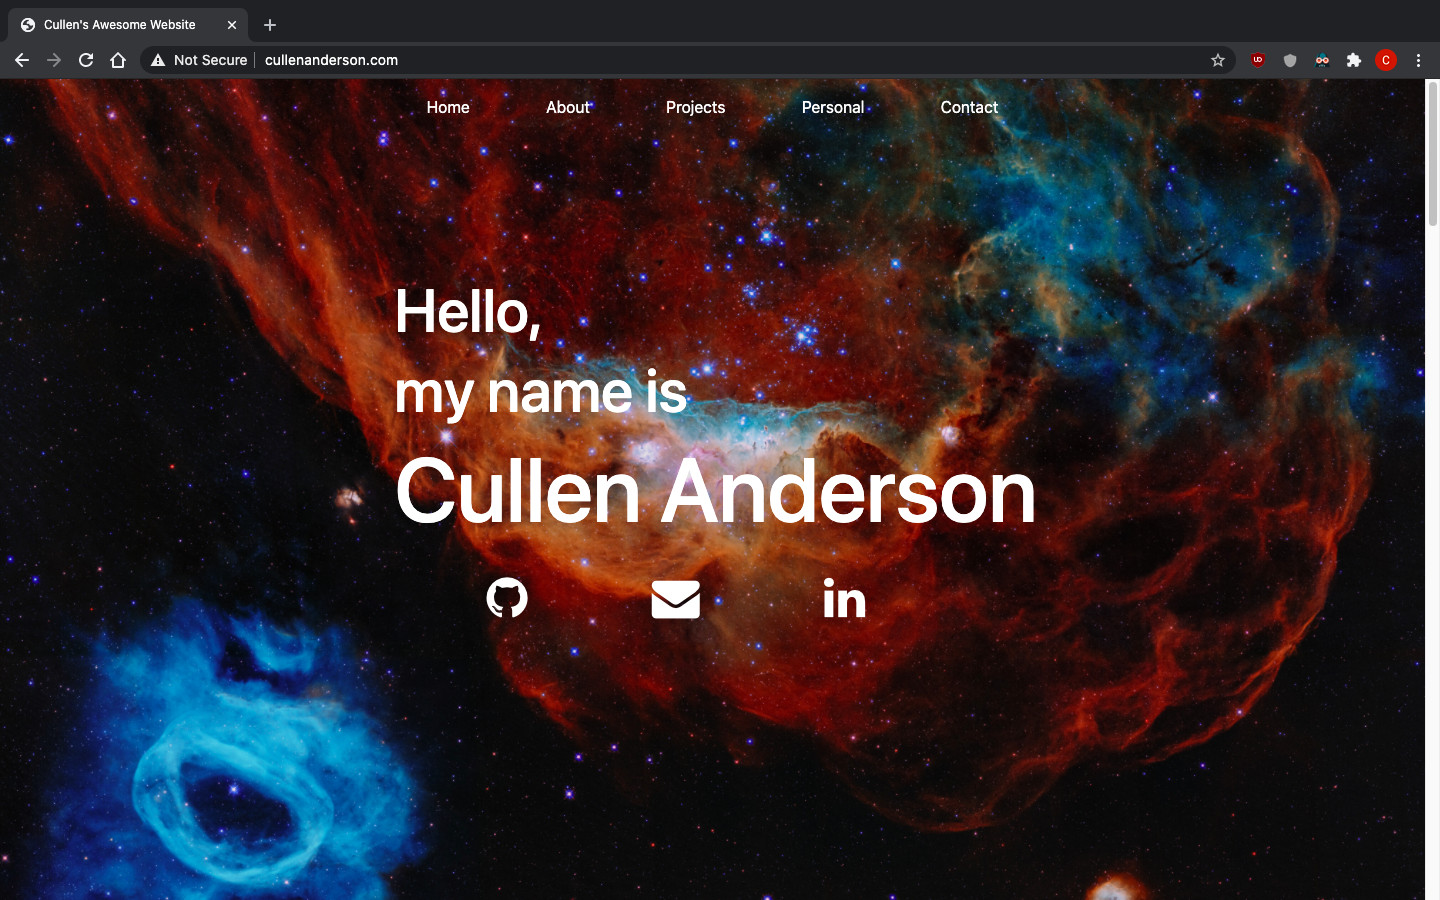 Cullen's Awesome Website
Not Secure cullenanderson.com
UD
C
Home About Projects Personal Contact
Hello,
my name is
Cullen Anderson
in